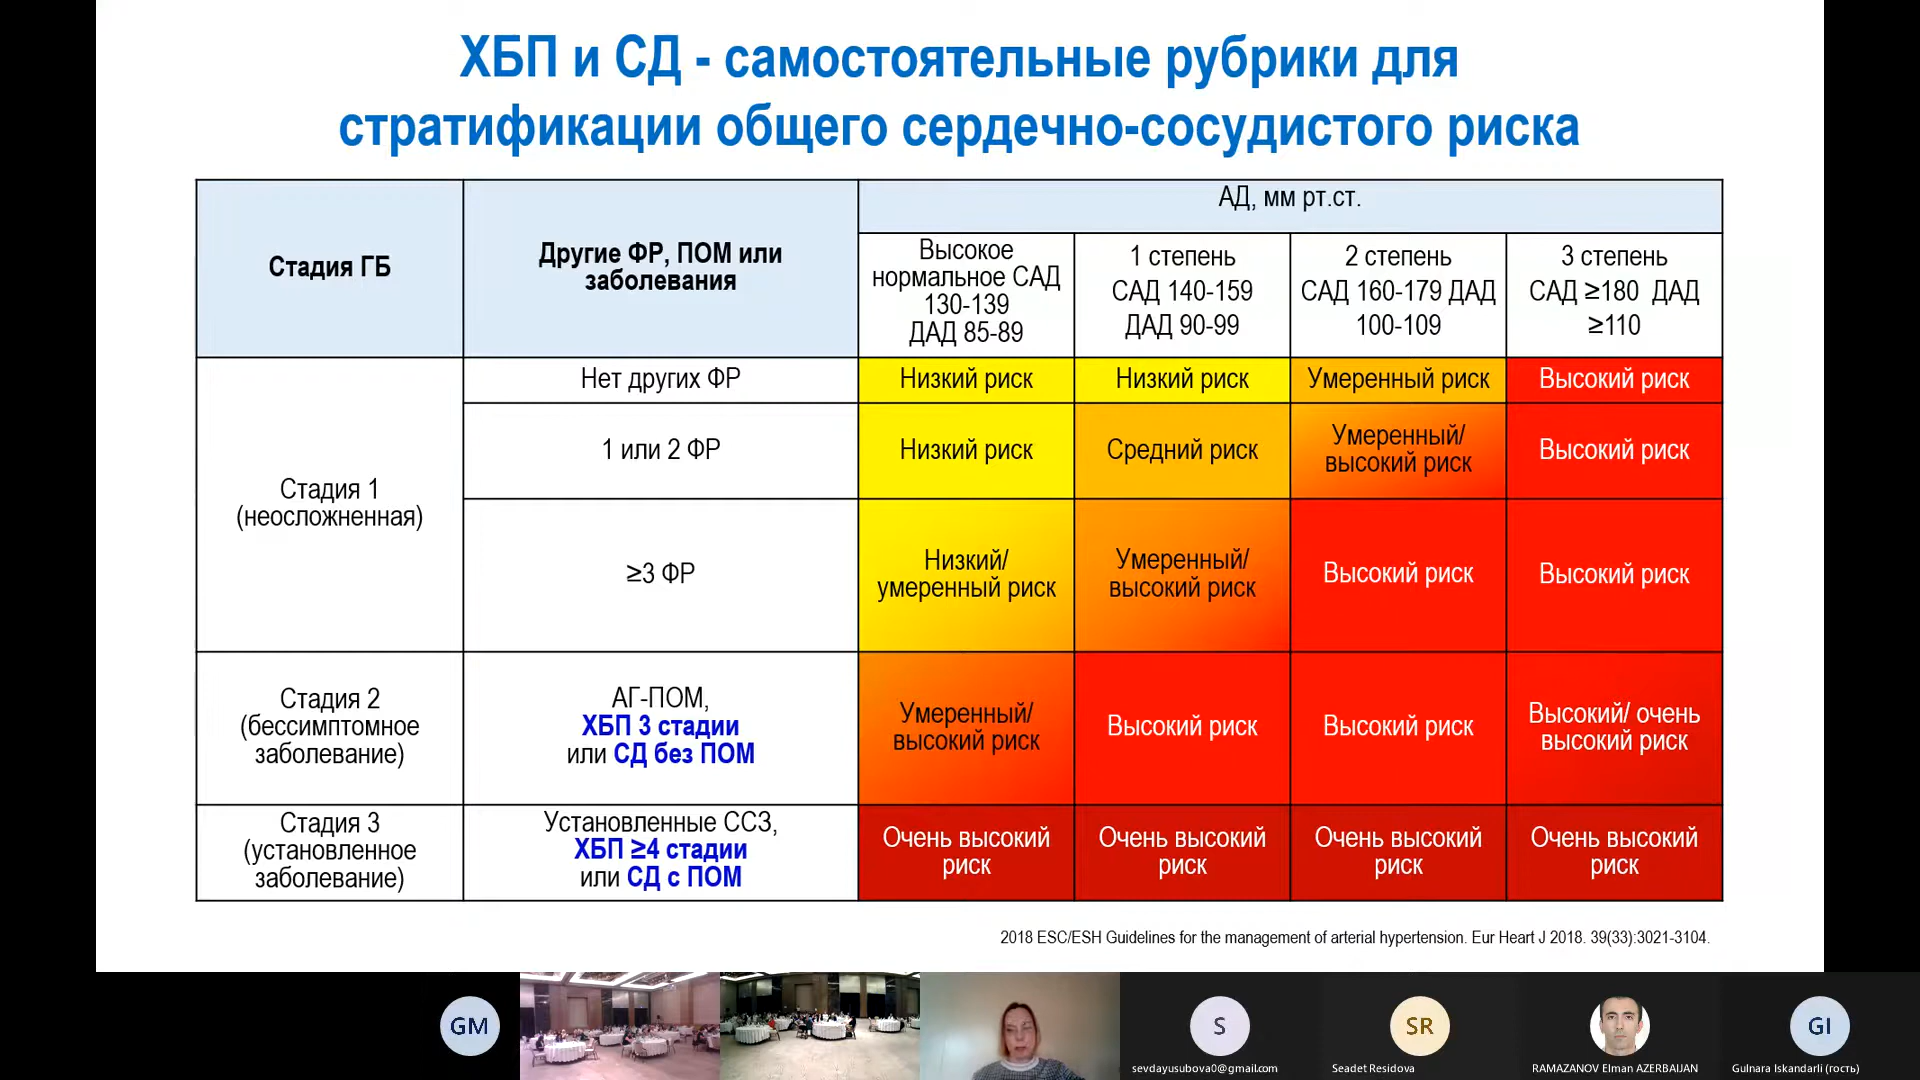 ХБП и СД - самостоятельные рубрики для
стратификации общего сердечно-сосудистого риска
Стадия ГБ
Другие ФР, ПОМ или
заболевания
АД, мм рт.ст.
Высокое
нормальное САД
130-139
ДАД 85-89
1 степень
САД 140-159
ДАД 90-99
2 степень
САД 160-179 ДАД
100-109
3 степень
САД ≥180 ДАД
≥110
Стадия 1
(неосложненная)
Нет других ФР
Низкий риск
Низкий риск
Умеренный риск
Высокий риск
1 или 2 ФР
Низкий риск
Средний риск
Умеренный/
высокий риск
Высокий риск
≥3 ФР
Низкий/
умеренный риск
Умеренный/
высокий риск
Высокий риск
Высокий риск
Стадия 2
(бессимптомное
заболевание)
АГ-ПОМ,
ХБП 3 стадии
или СД без ПОМ
Умеренный/
высокий риск
Высокий риск
Высокий риск
Высокий/ очень
высокий риск
Стадия 3
(установленное
заболевание)
Установленные ССЗ,
ХБП ≥4 стадии
или СД с ПОМ
Очень высокий
риск
Очень высокий
риск
Очень высокий
риск
Очень высокий
риск
2018 ESC/ESH Guidelines for the management of arterial hypertension. Eur Heart J 2018. 39(33):3021-3104.
GM
S
SR
GI
sevdayusubova0@gmail.com
Seadet Residova
RAMAZANOV Elman AZERBAIJAN
Gulnara Iskandarli (гость)